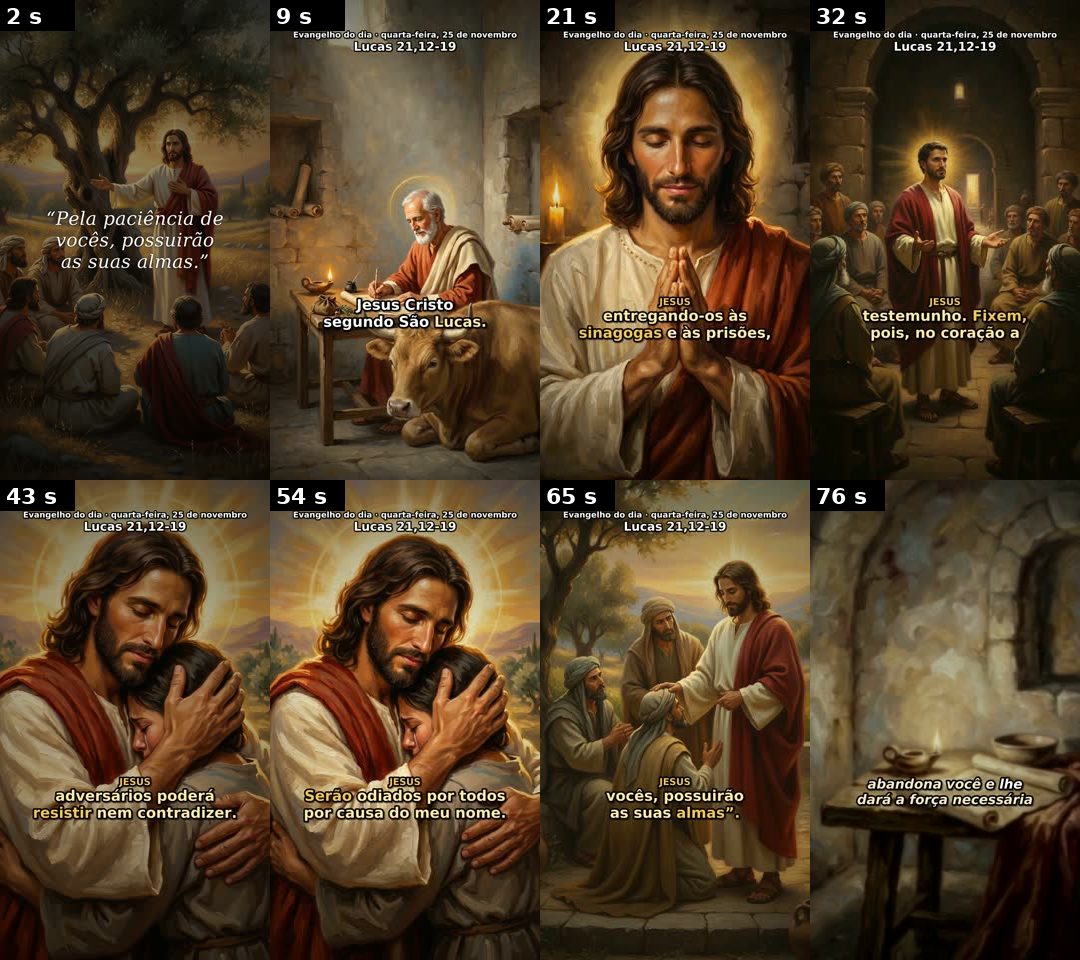 2 s
“Pela paciência de
vocês, possuirão
as suas almas.”
9 s
Evangelho do dia · quarta-feira, 25 de novembro
Lucas 21,12-19
Jesus Cristo
segundo São Lucas.
21 s
Evangelho do dia · quarta-feira, 25 de novembro
Lucas 21,12-19
JESUS
entregando-os às
sinagogas e às prisões,
32 s
Evangelho do dia · quarta-feira, 25 de novembro
Lucas 21,12-19
JESUS
testemunho. Fixem,
pois, no coração a
43 s
Evangelho do dia · quarta-feira, 25 de novembro
Lucas 21,12-19
JESUS
adversários poderá
resistir nem contradizer.
54 s
Evangelho do dia · quarta-feira, 25 de novembro
Lucas 21,12-19
JESUS
Serão odiados por todos
por causa do meu nome.
65 s
Evangelho do dia · quarta-feira, 25 de novembro
Lucas 21,12-19
JESUS
vocês, possuirão
as suas almas”.
76 s
abandona você e lhe
dará a força necessária